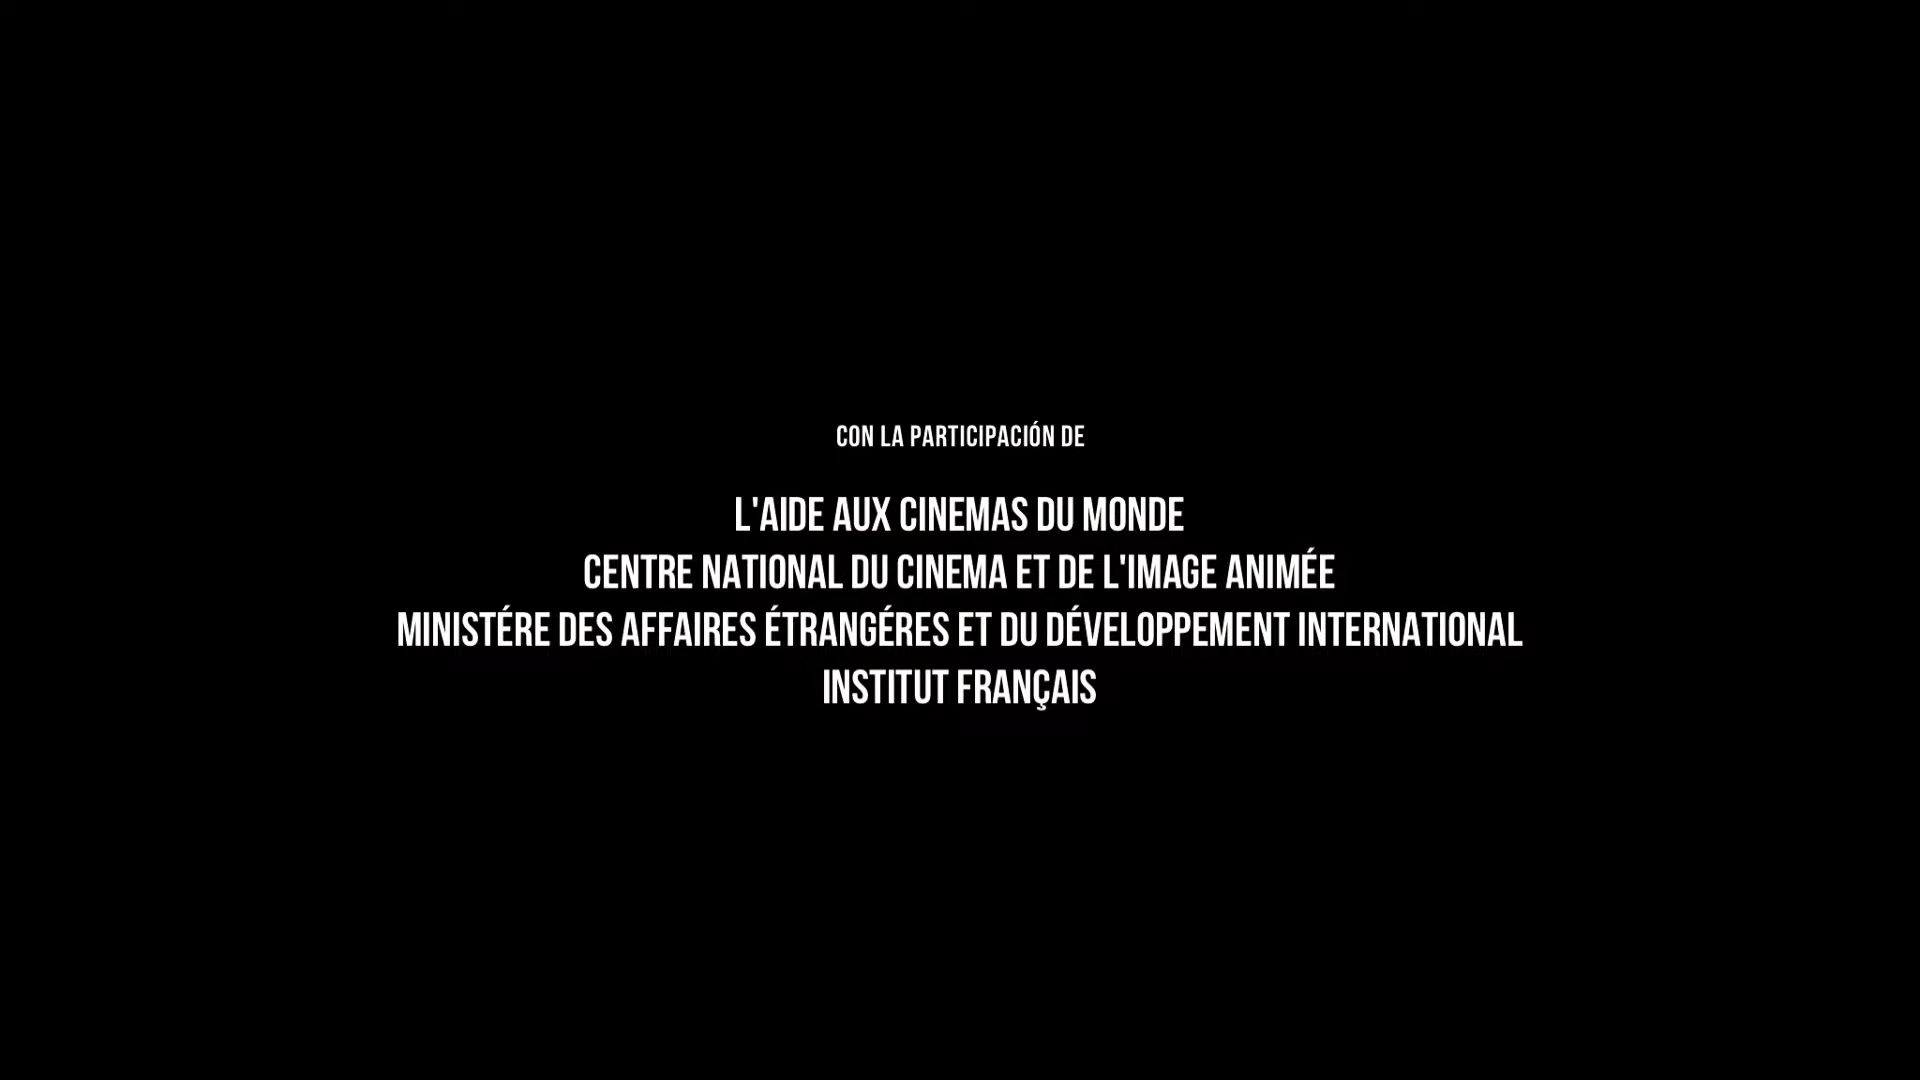 CON LA PARTICIPACIÓN DE
L'AIDE AUX CINEMAS DU MONDE
CENTRE NATIONAL DU CINEMA ET DE L'IMAGE ANIMÉE
MINISTÉRE DES AFFAIRES ÉTRANGÉRES ET DU DÉVELOPPEMENT INTERNATIONAL
INSTITUT FRANÇAIS